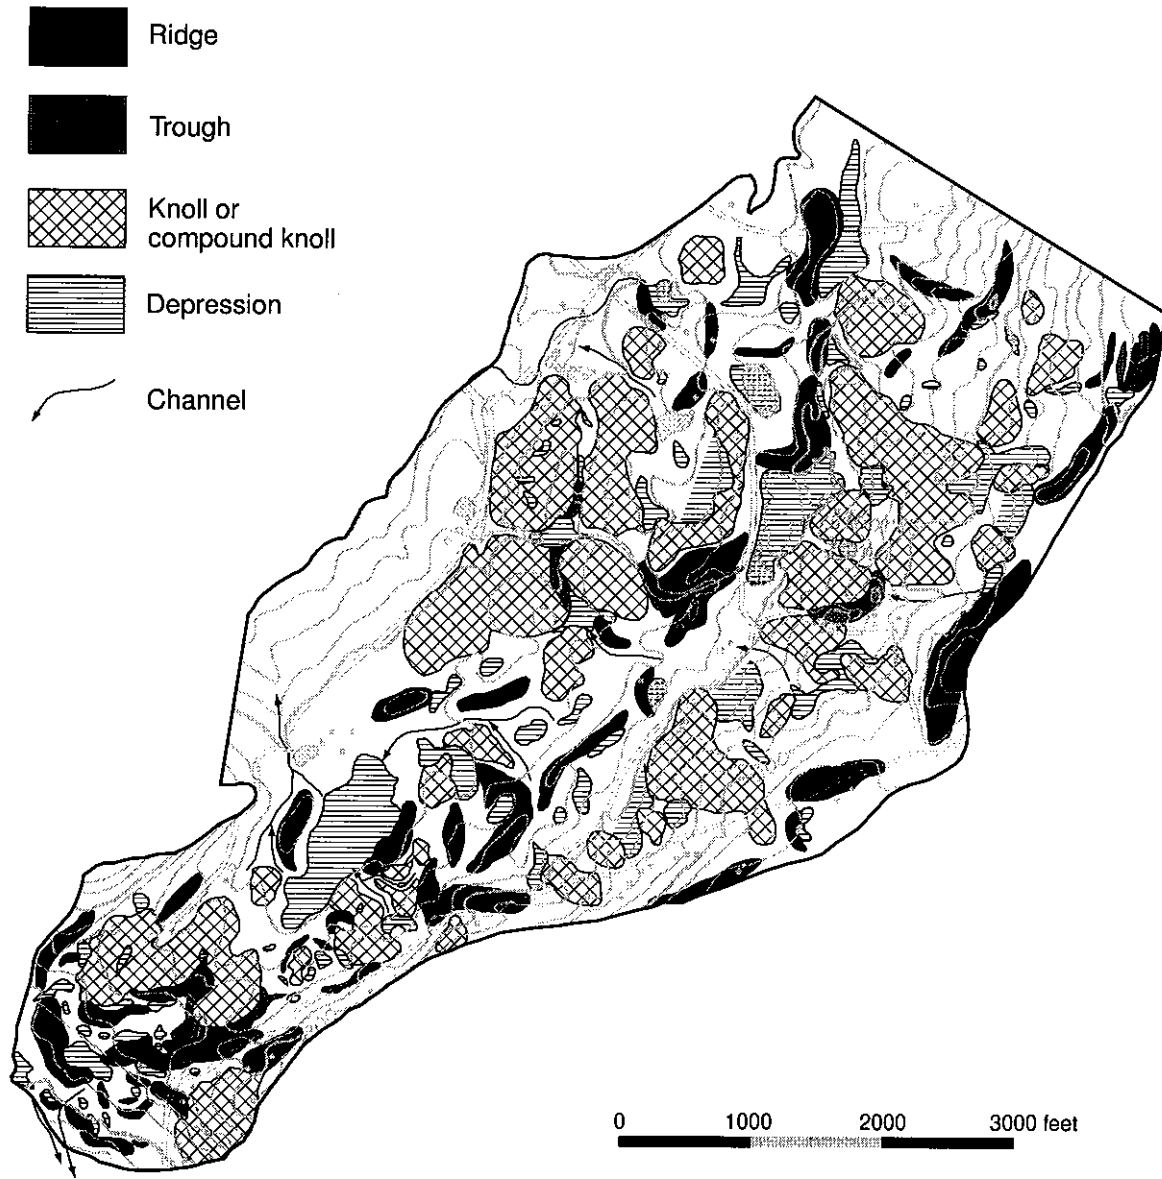 Ridge
Trough
Knoll or
compound knoll
Depression
Channel
0 1000 2000 3000 feet